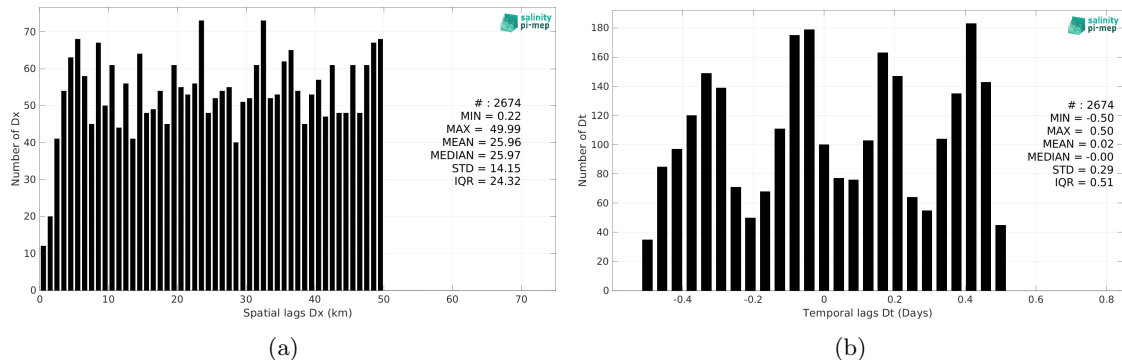 salinity
pi-mep
Number of Dx
70
60
50
40
30
20
10
0
# : 2674
MIN = 0.22
MAX = 49.99
MEAN = 25.96
MEDIAN = 25.97
STD = 14.15
IQR = 24.32
0 10 20 30 40 50 60 70
Spatial lags Dx (km)
(a)
salinity
pi-mep
Number of Dt
180
160
140
120
100
80
60
40
20
0
# : 2674
MIN = -0.50
MAX = 0.50
MEAN = 0.02
MEDIAN = -0.00
STD = 0.29
IQR = 0.51
-0.4 -0.2 0 0.2 0.4 0.6 0.8
Temporal lags Dt (Days)
(b)